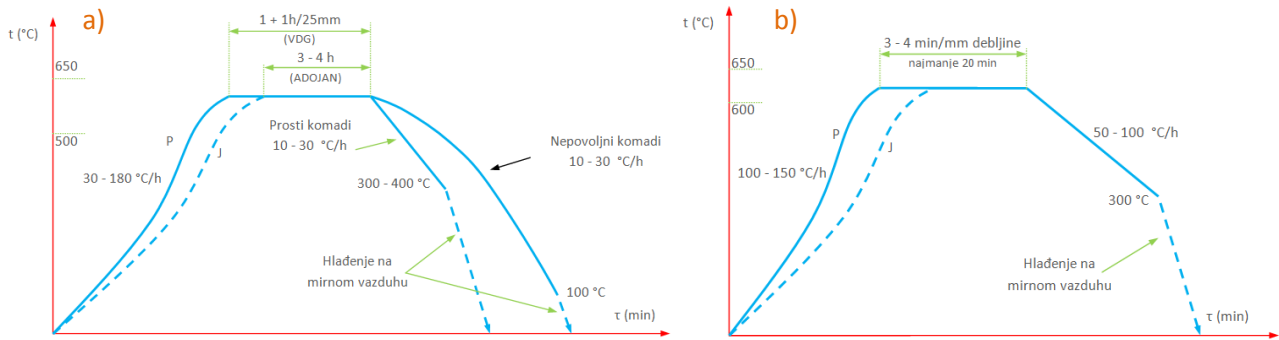 a)
t (°C)
1 + 1h/25mm
(VDG)
3 - 4 h
(ADOJAN)
650
500
P
J
30 - 180 °C/h
Prosti komadi
10 - 30 °C/h
Nepovoljni komadi
10 - 30 °C/h
300 - 400 °C
Hlađenje na
mirnom vazduhu
100 °C
τ (min)
b)
t (°C)
3 - 4 min/mm debljine
najmanje 20 min
650
600
P
J
100 - 150 °C/h
50 - 100 °C/h
300 °C
Hlađenje na
mirnom vazduhu
τ (min)